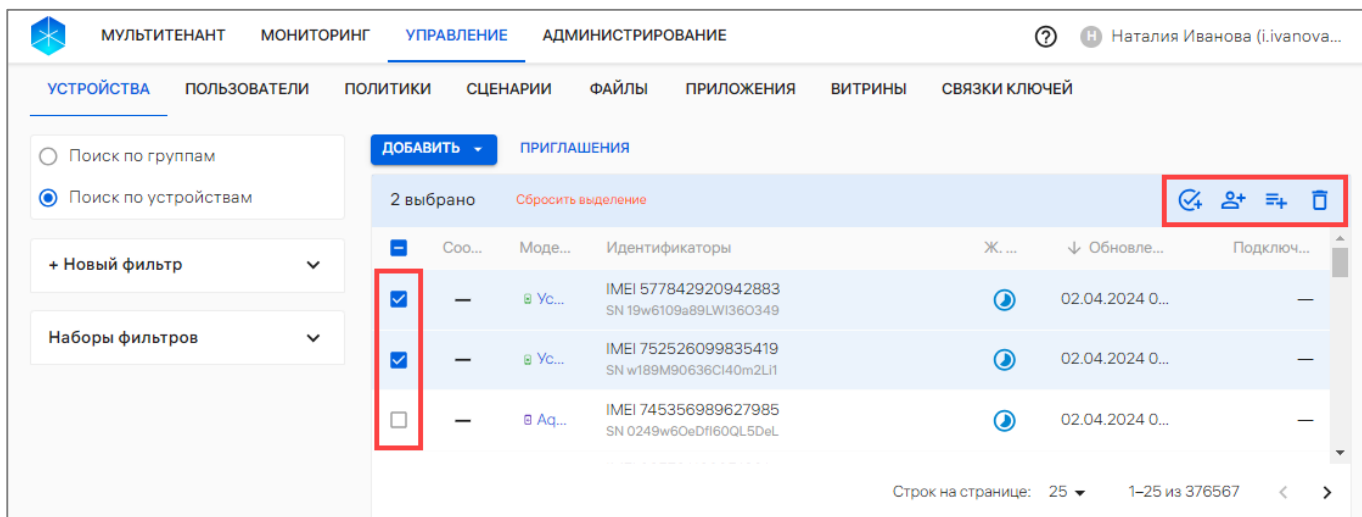 МУЛЬТИТЕНАНТ МОНИТОРИНГ УПРАВЛЕНИЕ АДМИНИСТРИРОВАНИЕ ? Н Наталия Иванова (i.ivanova...
УСТРОЙСТВА ПОЛЬЗОВАТЕЛИ ПОЛИТИКИ СЦЕНАРИИ ФАЙЛЫ ПРИЛОЖЕНИЯ ВИТРИНЫ СВЯЗКИ КЛЮЧЕЙ
Поиск по группам
Поиск по устройствам
+ Новый фильтр
Наборы фильтров
ДОБАВИТЬ ПРИГЛАШЕНИЯ
2 выбрано Сбросить выделение
Соо... Моде... Идентификаторы Ж. ... ↓ Обновле... Подключ...
— Ус... IMEI 577842920942883 02.04.2024 0... —
SN 19w6109a89LWI36O349
— Ус... IMEI 752526099835419 02.04.2024 0... —
SN w189M90636CI40m2Li1
— Aq... IMEI 745356989627985 02.04.2024 0... —
SN 0249w6OeDfI60QL5DeL
Строк на странице: 25 1–25 из 376567